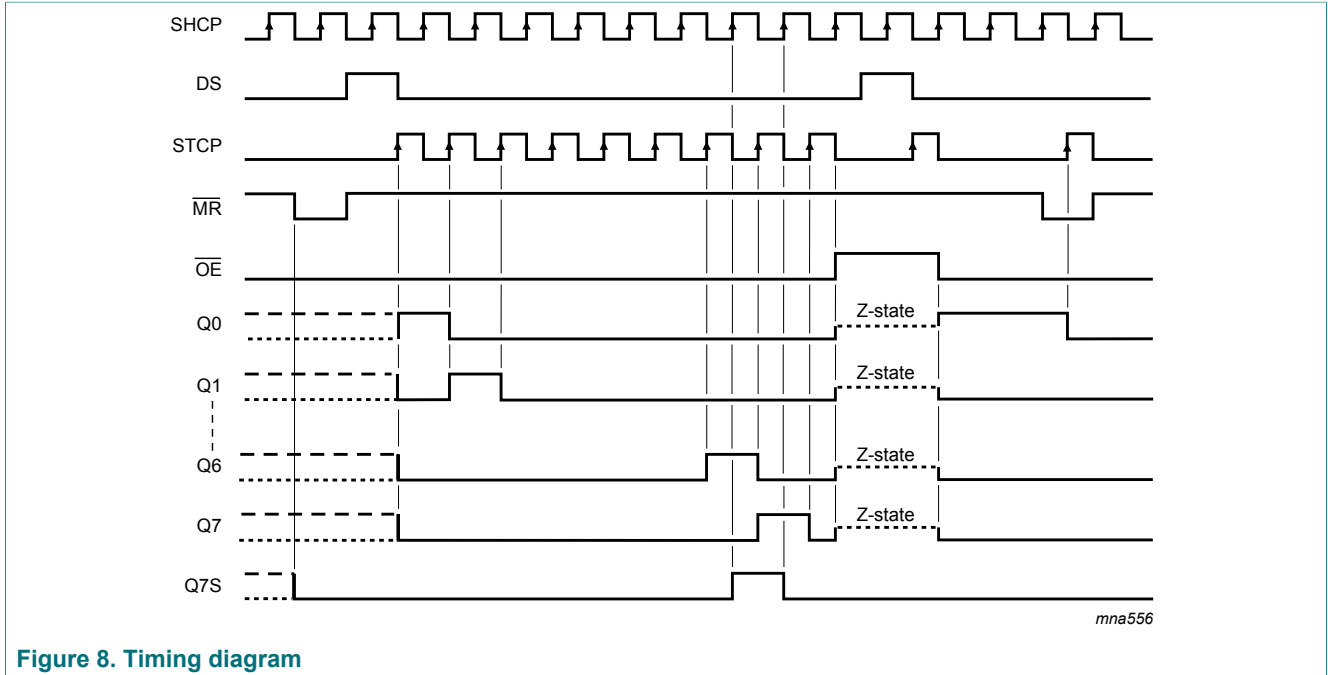 SHCP
DS
STCP
MR
OE
Q0
Z-state
Q1
Z-state
Q6
Z-state
Q7
Z-state
Q7S
mna556
Figure 8. Timing diagram